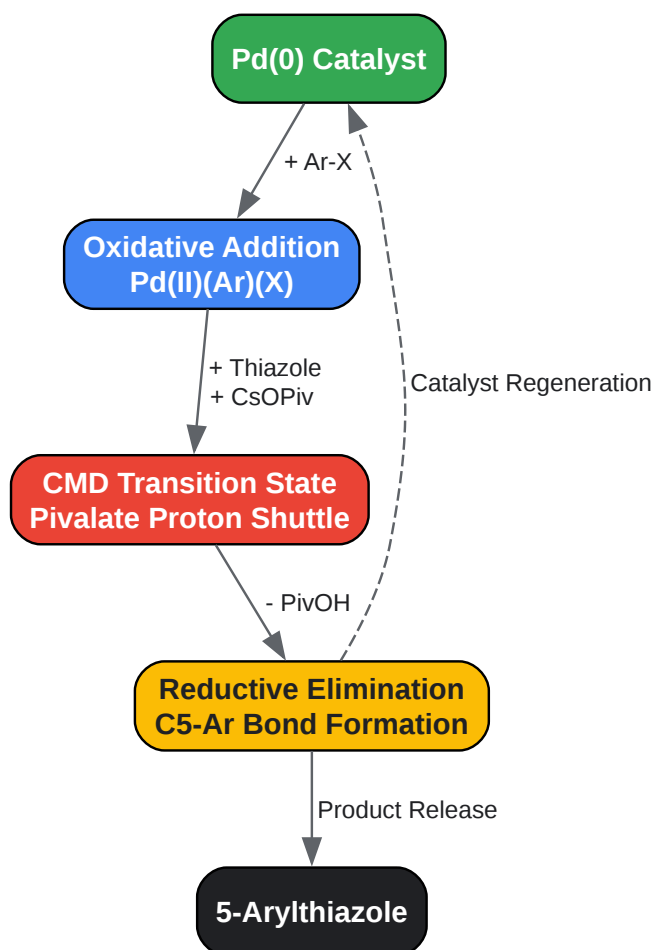 Pd(0) Catalyst
+ Ar-X
Oxidative Addition
Pd(II)(Ar)(X)
+ Thiazole
+ CsOPiv
Catalyst Regeneration
CMD Transition State
Pivalate Proton Shuttle
- PivOH
Reductive Elimination
C5-Ar Bond Formation
Product Release
5-Arylthiazole